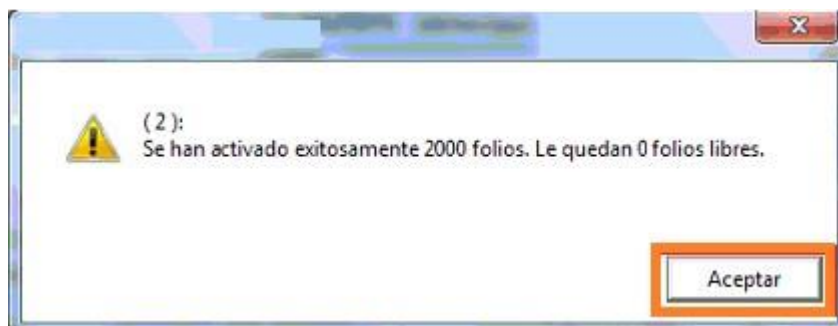 ( 2 ):
Se han activado exitosamente 2000 folios. Le quedan 0 folios libres.
Aceptar